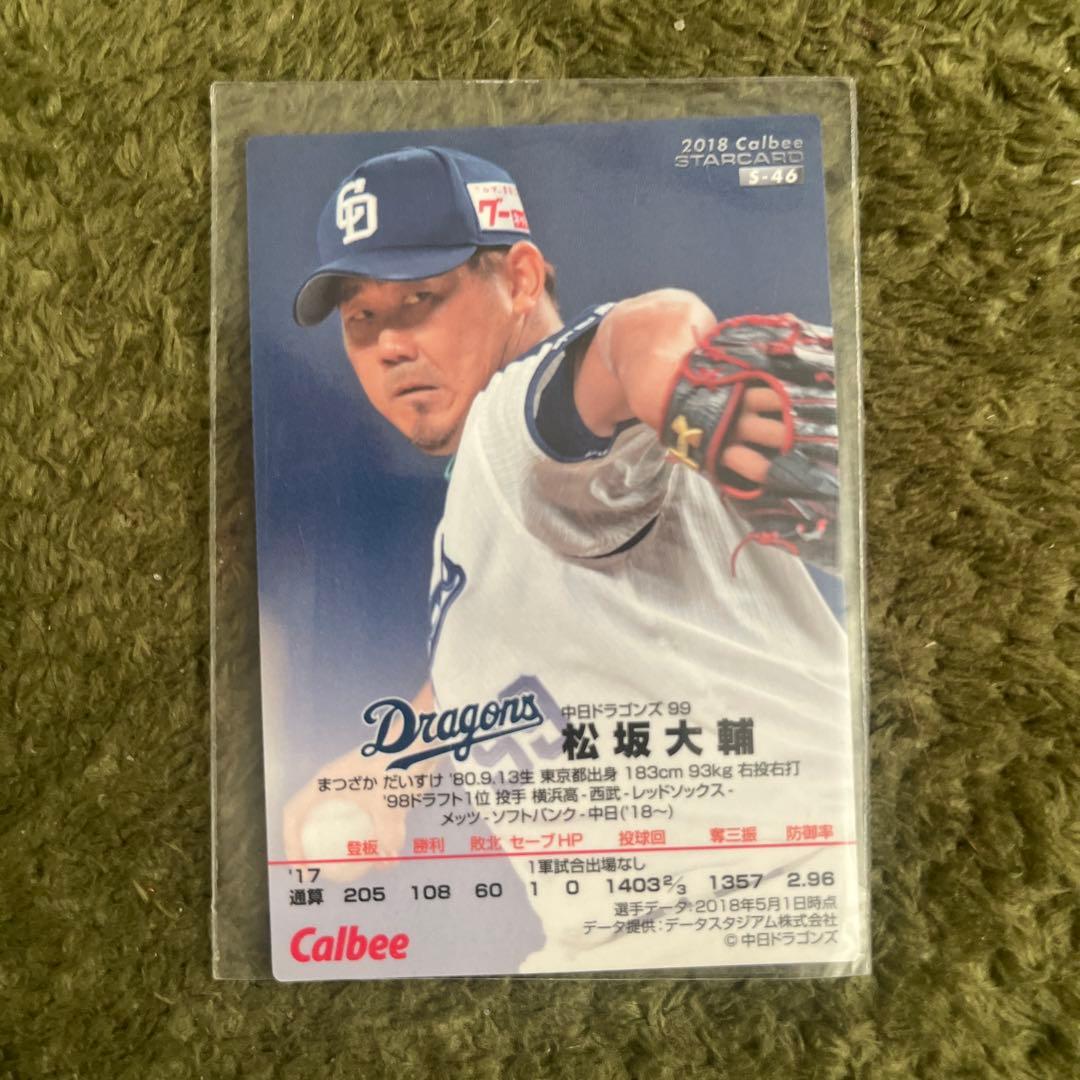 2018 Calbee
STARCARD
S-46
CD
グー
Dragons
中日ドラゴンズ 99
松坂大輔
まつざか だいすけ '80.9.13生 東京都出身 183cm 93kg 右投右打
'98ドラフト1位 投手 横浜高-西武-レッドソックス-
メッツ-ソフトバンク-中日('18〜)
登板 勝利 敗北 セーブ HP 投球回 奪三振 防御率
'17 1軍試合出場なし
通算 205 108 60 1 0 1403 2/3 1357 2.96
選手データ:2018年5月1日時点
データ提供:データスタジアム株式会社
©中日ドラゴンズ
Calbee